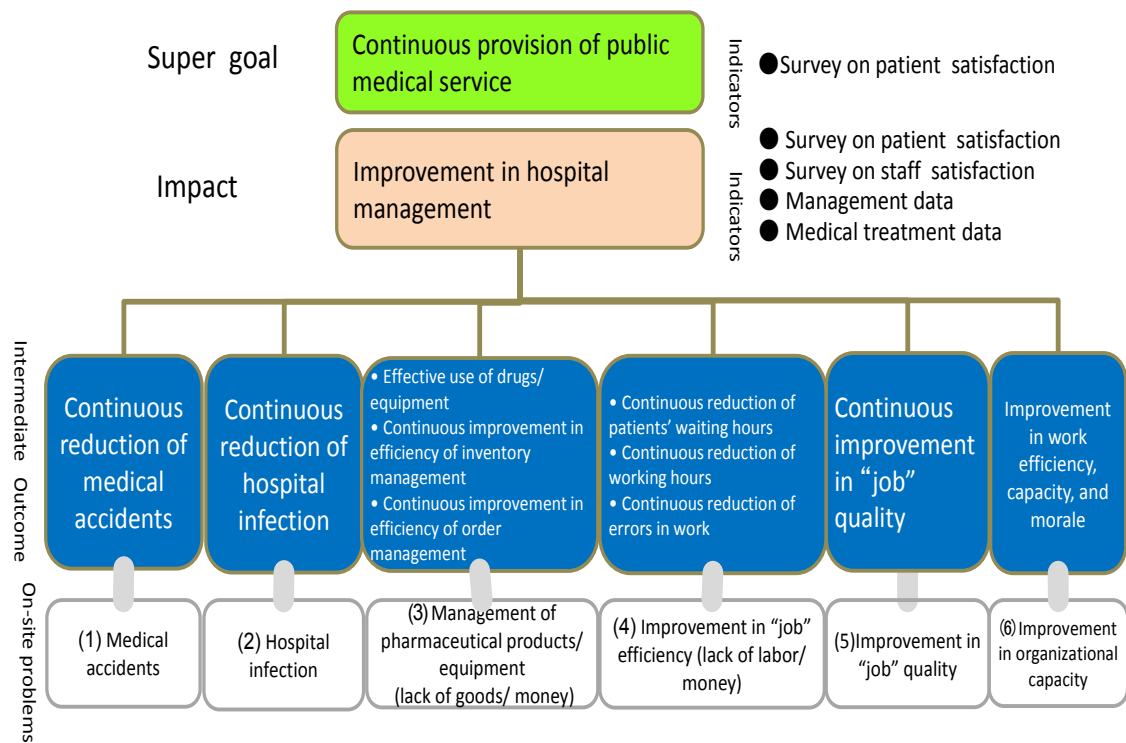 Super goal
Continuous provision of public
medical service
Indicators
● Survey on patient satisfaction
Impact
Improvement in hospital
management
Indicators
● Survey on patient satisfaction
● Survey on staff satisfaction
● Management data
● Medical treatment data
Intermediate Outcome
Continuous
reduction of
medical
accidents
Continuous
reduction of
hospital
infection
• Effective use of drugs/
equipment
• Continuous improvement in
efficiency of inventory
management
• Continuous improvement in
efficiency of order
management
• Continuous reduction of
patients’ waiting hours
• Continuous reduction of
working hours
• Continuous reduction of
errors in work
Continuous
improvement
in “job”
quality
Improvement
in work
efficiency,
capacity, and
morale
On-site problems
(1) Medical
accidents
(2) Hospital
infection
(3) Management of
pharmaceutical products/
equipment
(lack of goods/ money)
(4) Improvement in “job”
efficiency (lack of labor/
money)
(5)Improvement in
“job” quality
(6)Improvement
in organizational
capacity